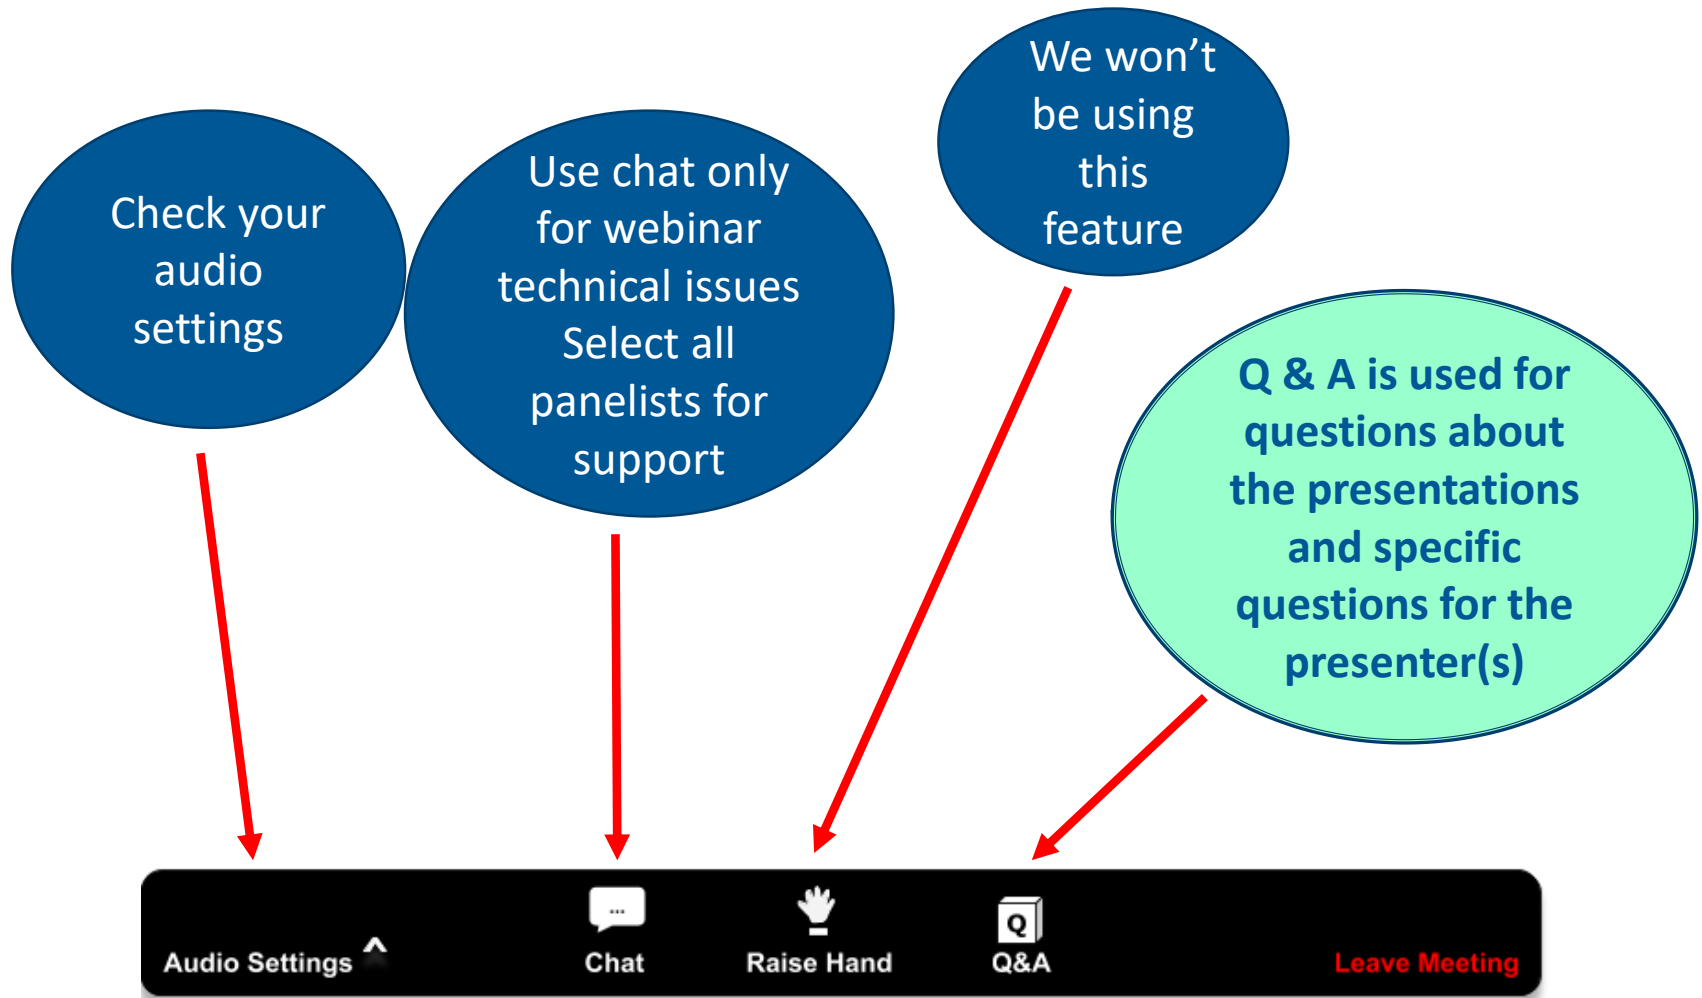 Check your
audio
settings
Use chat only
for webinar
technical issues
Select all
panelists for
support
We won’t
be using
this
feature
Q & A is used for
questions about
the presentations
and specific
questions for the
presenter(s)
Audio Settings
...
Chat
Raise Hand
Q
Q&A
Leave Meeting